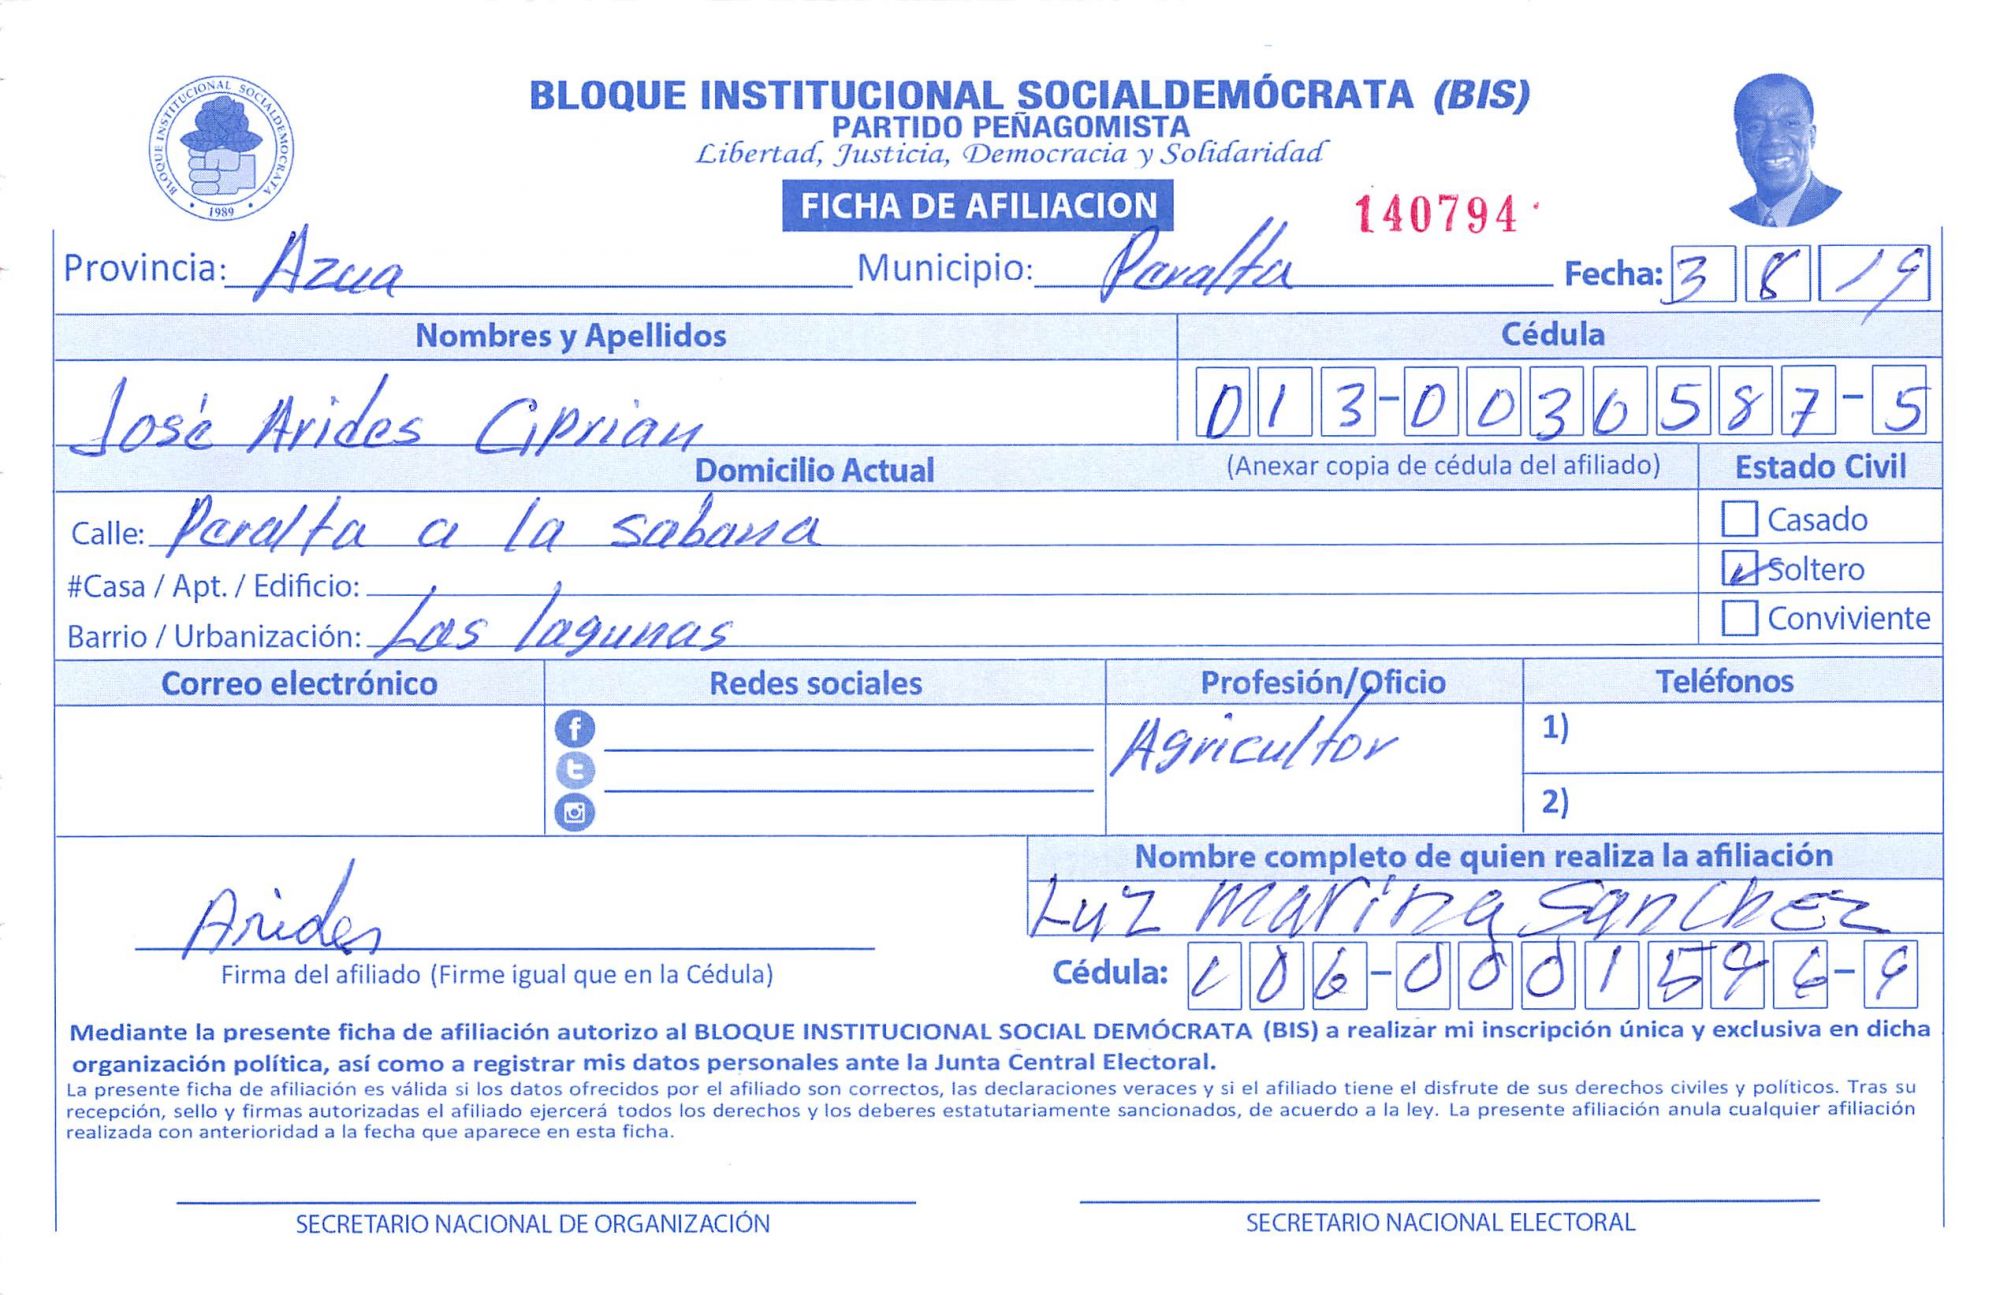 BLOQUE INSTITUCIONAL SOCIALDEMOCRATA
1989
BLOQUE INSTITUCIONAL SOCIALDEMÓCRATA (BIS)
PARTIDO PEÑAGOMISTA
Libertad, Justicia, Democracia y Solidaridad
FICHA DE AFILIACION
140794
Provincia: Azua Municipio: Peralta Fecha: 3 8 19
Nombres y Apellidos Cédula
José Arides Ciprian 013-0030587-5
Domicilio Actual (Anexar copia de cédula del afiliado) Estado Civil
Calle: Peralta a la sabana Casado
#Casa / Apt. / Edificio: Soltero
Barrio / Urbanización: Las lagunas Conviviente
Correo electrónico Redes sociales Profesión/Oficio Teléfonos
Agricultor 1)
2)
Nombre completo de quien realiza la afiliación
Luz Marina Sanchez
Arides
Firma del afiliado (Firme igual que en la Cédula) Cédula:
Mediante la presente ficha de afiliación autorizo al BLOQUE INSTITUCIONAL SOCIAL DEMÓCRATA (BIS) a realizar mi inscripción única y exclusiva en dicha
organización política, así como a registrar mis datos personales ante la Junta Central Electoral.
La presente ficha de afiliación es válida si los datos ofrecidos por el afiliado son correctos, las declaraciones veraces y si el afiliado tiene el disfrute de sus derechos civiles y políticos. Tras su
recepción, sello y firmas autorizadas el afiliado ejercerá todos los derechos y los deberes estatutariamente sancionados, de acuerdo a la ley. La presente afiliación anula cualquier afiliación
realizada con anterioridad a la fecha que aparece en esta ficha.
SECRETARIO NACIONAL DE ORGANIZACIÓN SECRETARIO NACIONAL ELECTORAL